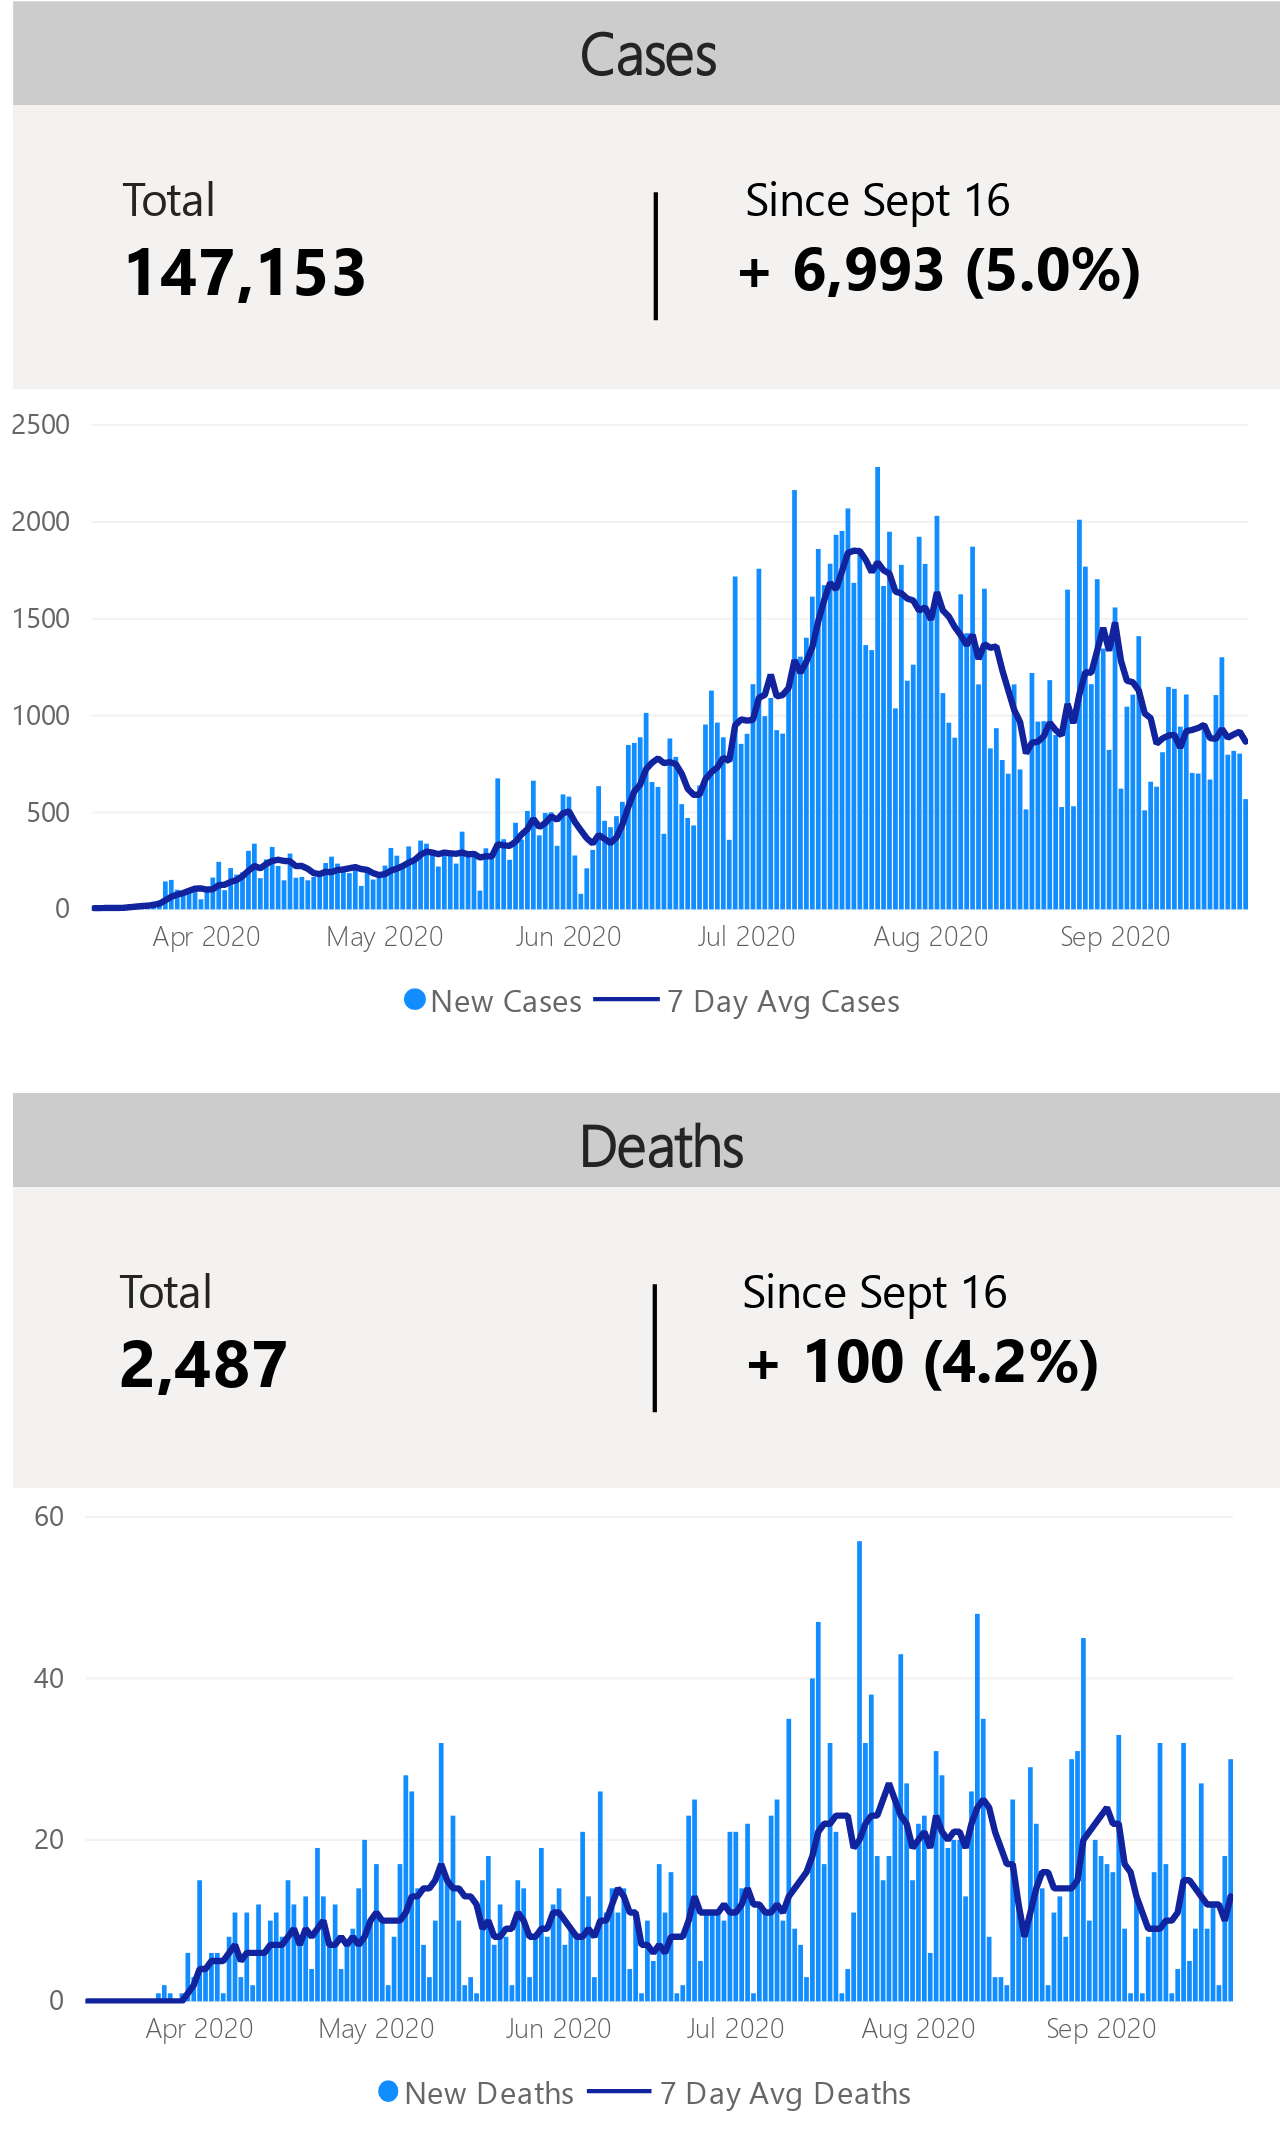 Cases
Total
Since Sept 16
147,153
+ 6,993 (5.0%)
2500
2000
1500
1000
500
0
Apr 2020 May 2020 Jun 2020 Jul 2020 Aug 2020 Sep 2020
New Cases 7 Day Avg Cases
Deaths
Total
Since Sept 16
2,487
+ 100 (4.2%)
60
40
20
0
Apr 2020 May 2020 Jun 2020 Jul 2020 Aug 2020 Sep 2020
New Deaths 7 Day Avg Deaths